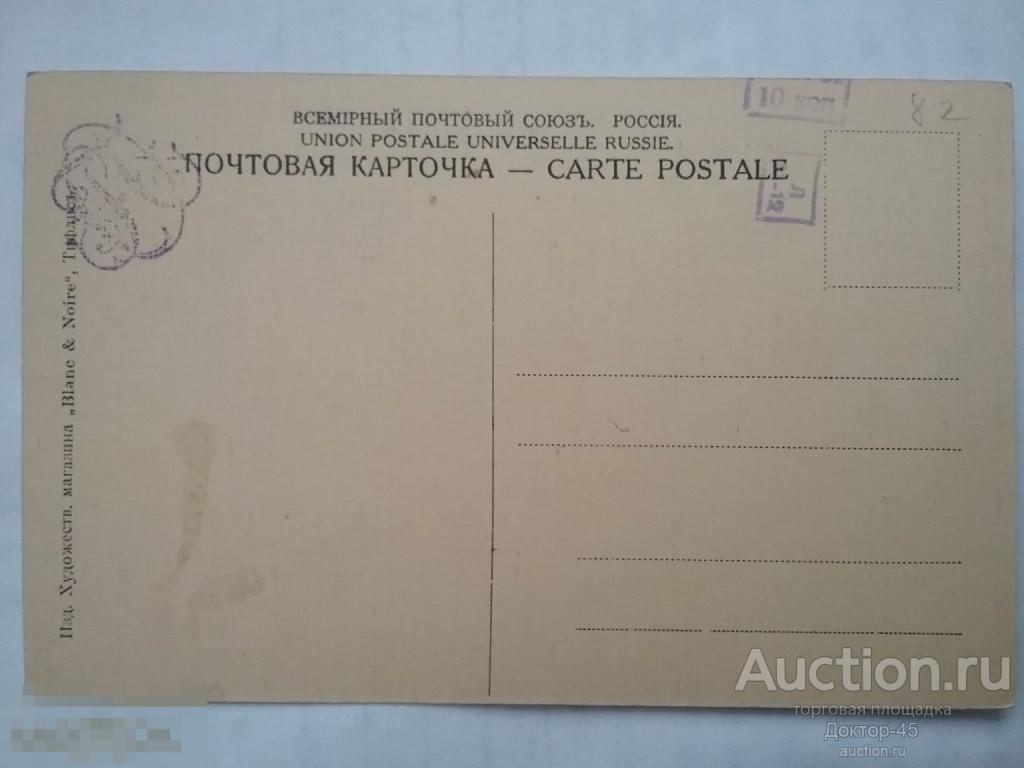 10 коп
82
ВСЕМІРНЫЙ ПОЧТОВЫЙ СОЮЗЪ. РОССІЯ.
UNION POSTALE UNIVERSELLE RUSSIE.
ПОЧТОВАЯ КАРТОЧКА — CARTE POSTALE
Изд. Художеств. магазина „Blanc & Noire“,
Auction.ru
торговая площадка
Доктор-45
auction.ru